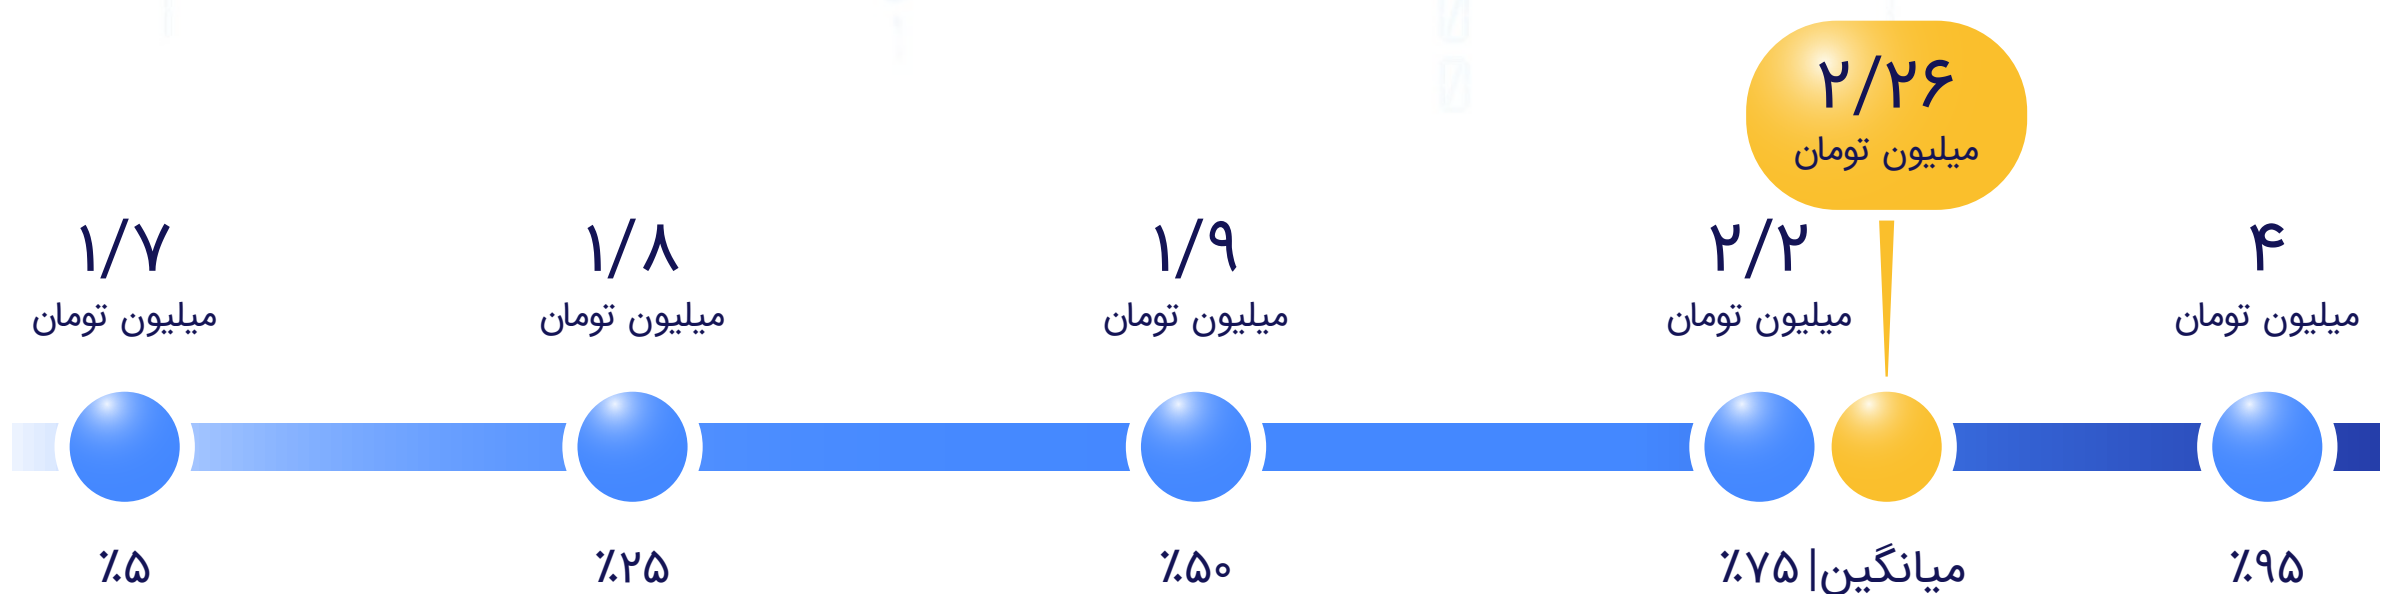 ۲/۲۶
میلیون تومان
۱/۷
میلیون تومان
۱/۸
میلیون تومان
۱/۹
میلیون تومان
۲/۲
میلیون تومان
۴
میلیون تومان
٪۵
٪۲۵
٪۵۰
٪۷۵ | میانگین
٪۹۵